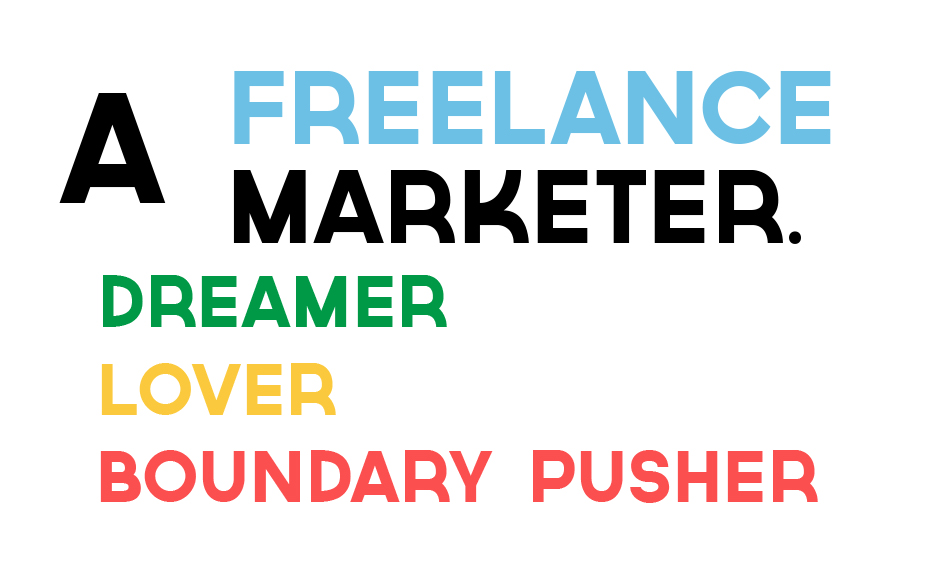 A FREELANCE
MARKETER.
DREAMER
LOVER
BOUNDARY PUSHER